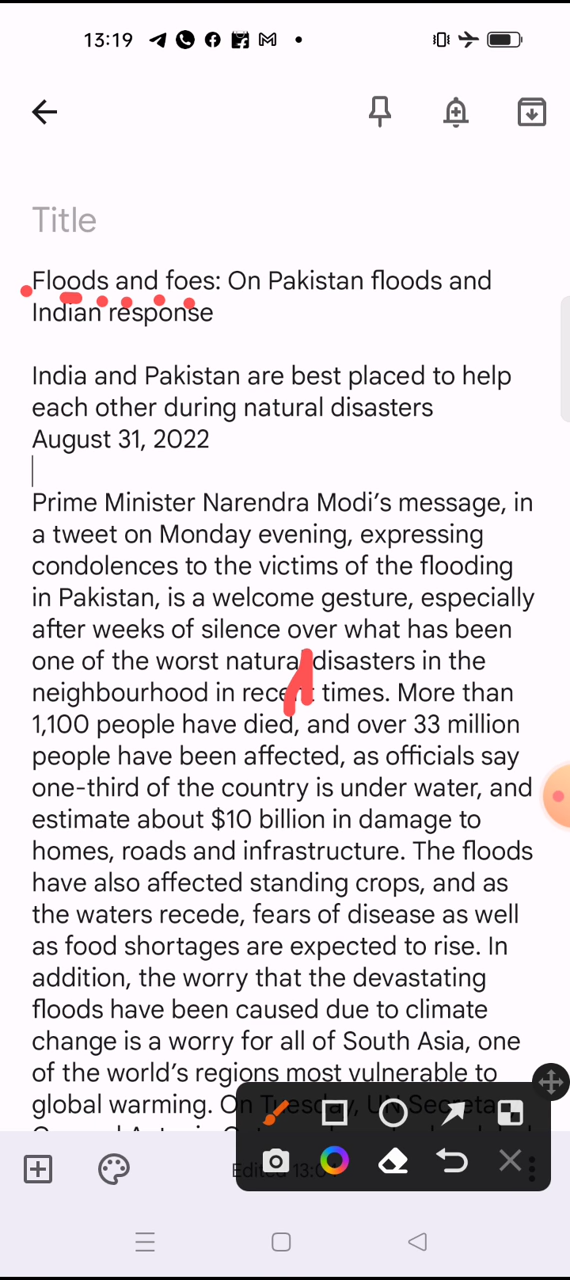 13:19
Title
Floods and foes: On Pakistan floods and
Indian response
India and Pakistan are best placed to help
each other during natural disasters
August 31, 2022
Prime Minister Narendra Modi’s message, in
a tweet on Monday evening, expressing
condolences to the victims of the flooding
in Pakistan, is a welcome gesture, especially
after weeks of silence over what has been
one of the worst natural disasters in the
neighbourhood in recent times. More than
1,100 people have died, and over 33 million
people have been affected, as officials say
one-third of the country is under water, and
estimate about $10 billion in damage to
homes, roads and infrastructure. The floods
have also affected standing crops, and as
the waters recede, fears of disease as well
as food shortages are expected to rise. In
addition, the worry that the devastating
floods have been caused due to climate
change is a worry for all of South Asia, one
of the world’s regions most vulnerable to
global warming. On Tuesday, UN
Edited